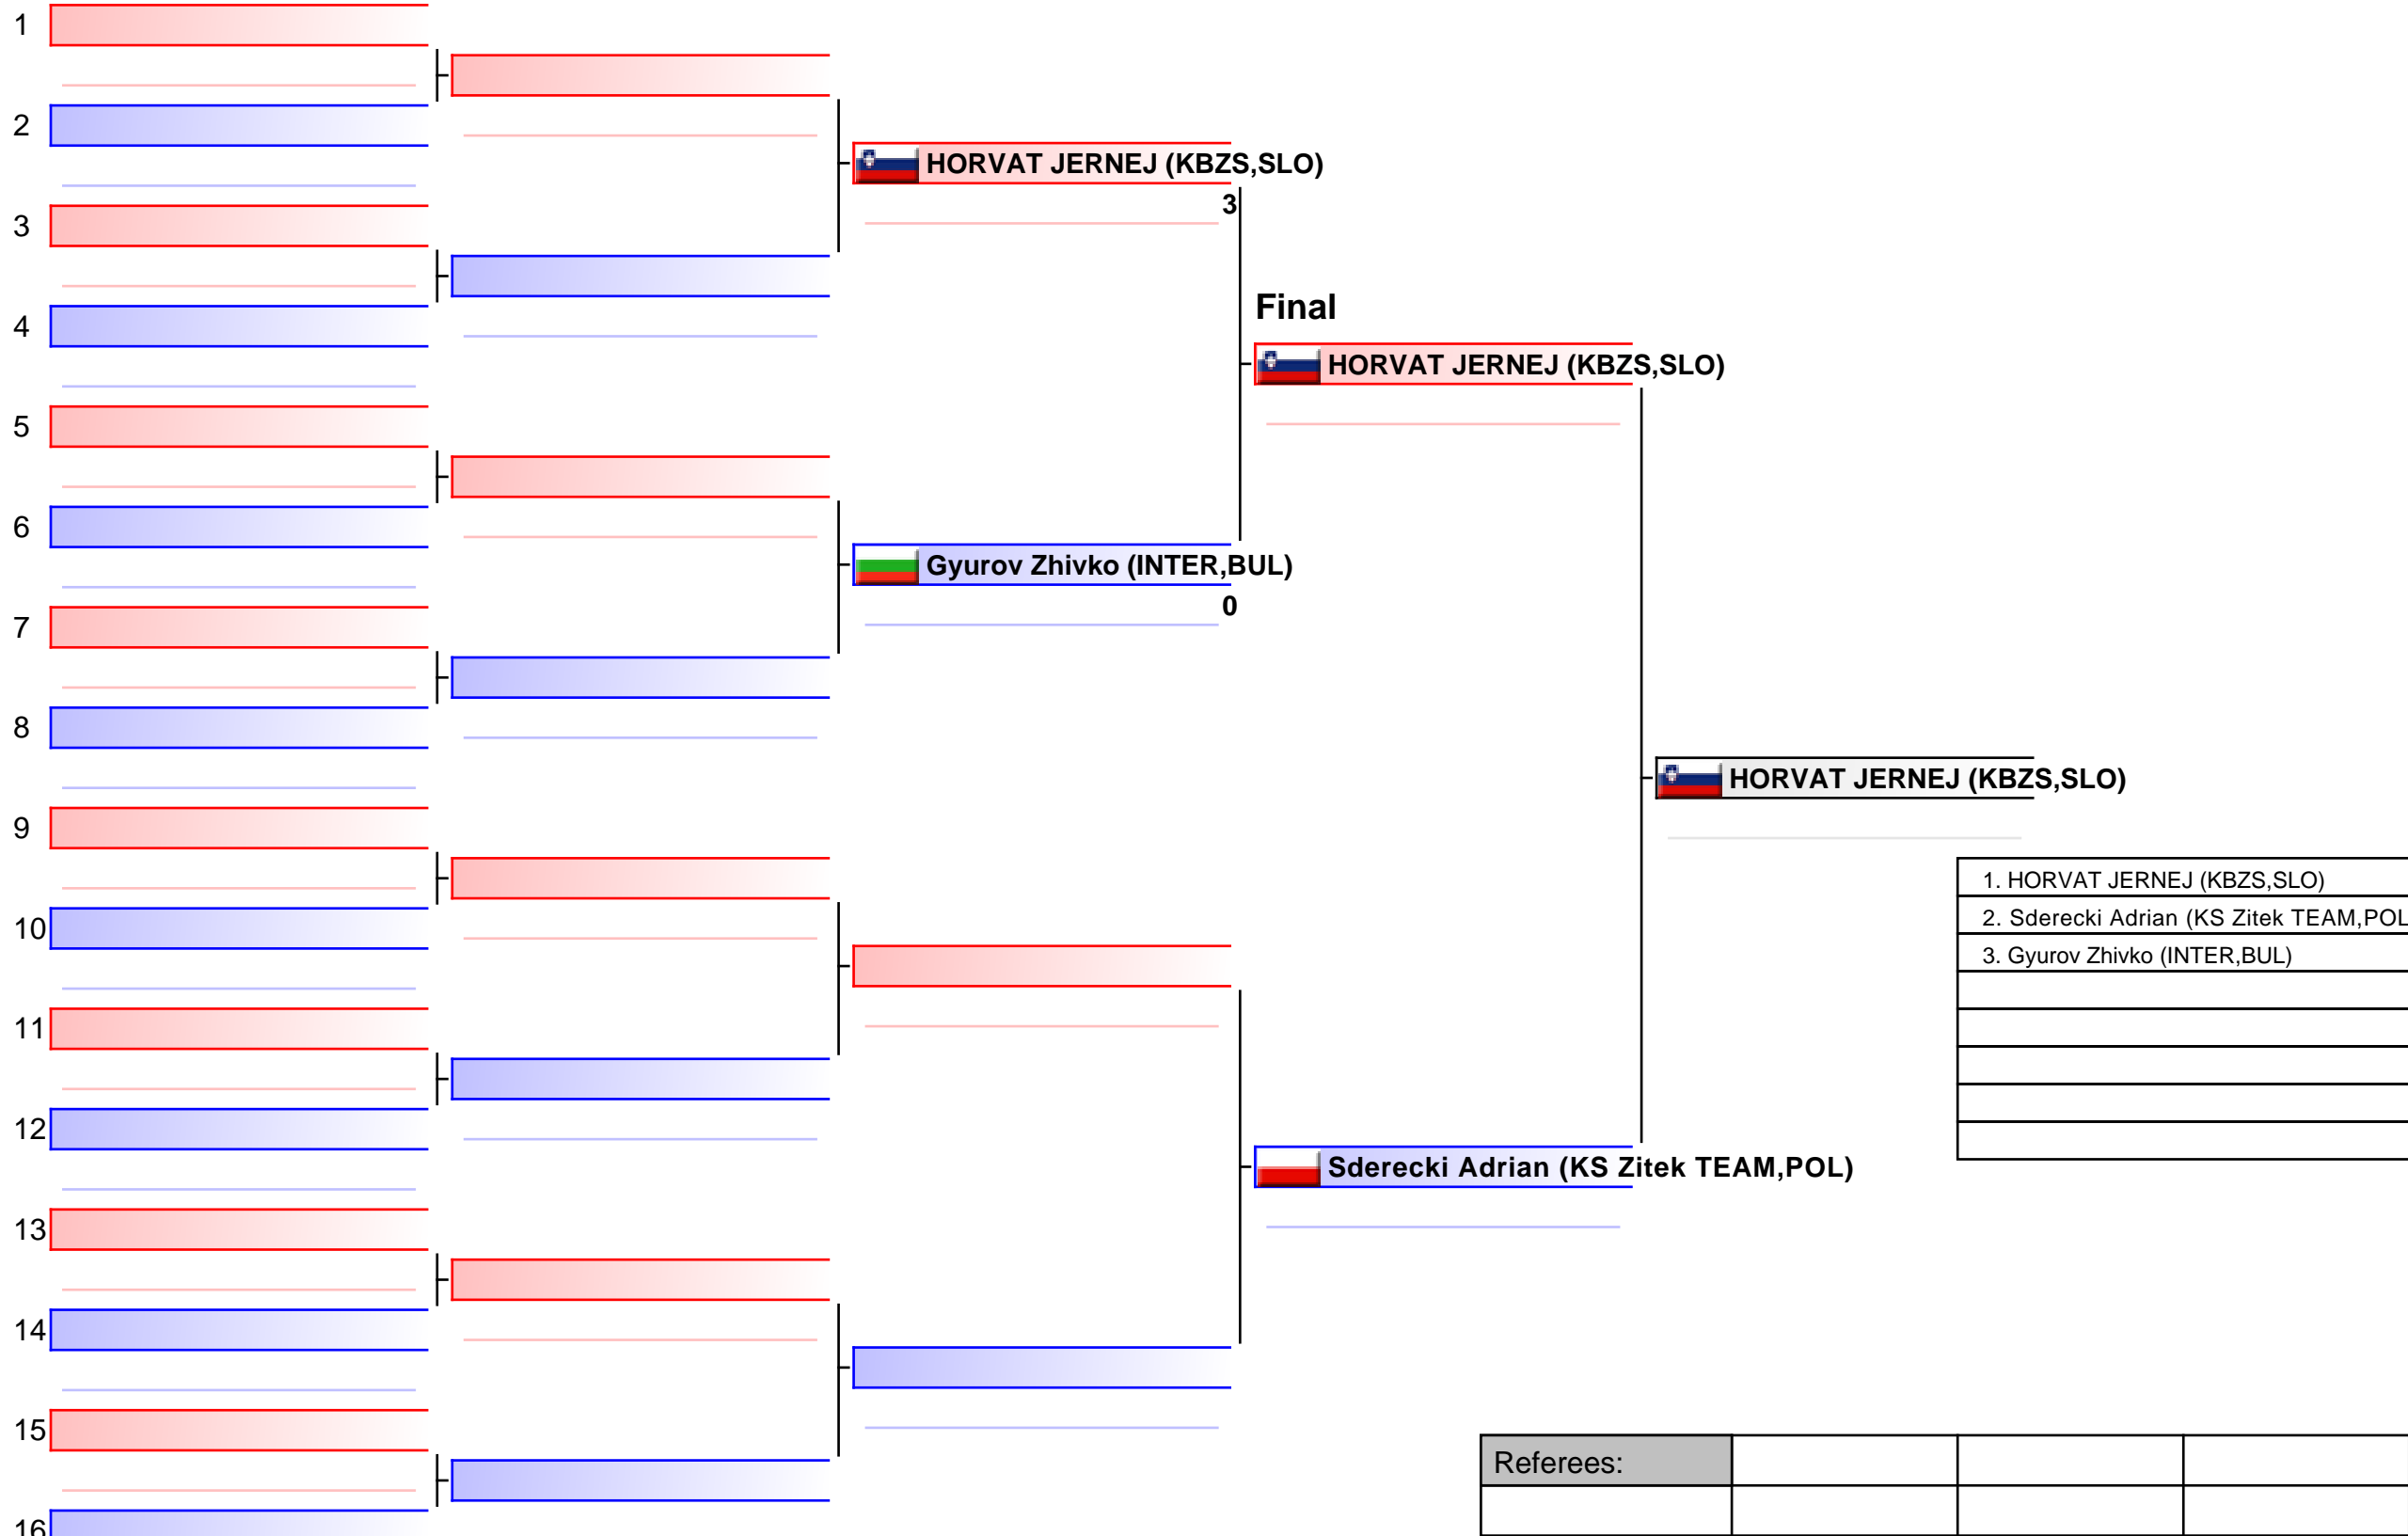 1
2
HORVAT JERNEJ (KBZS,SLO)
3
3
4
Final
HORVAT JERNEJ (KBZS,SLO)
5
6
Gyurov Zhivko (INTER,BUL)
0
7
8
HORVAT JERNEJ (KBZS,SLO)
9
1. HORVAT JERNEJ (KBZS,SLO)
10
2. Sderecki Adrian (KS Zitek TEAM,POL
3. Gyurov Zhivko (INTER,BUL)
11
12
Sderecki Adrian (KS Zitek TEAM,POL)
13
14
15
Referees:
16